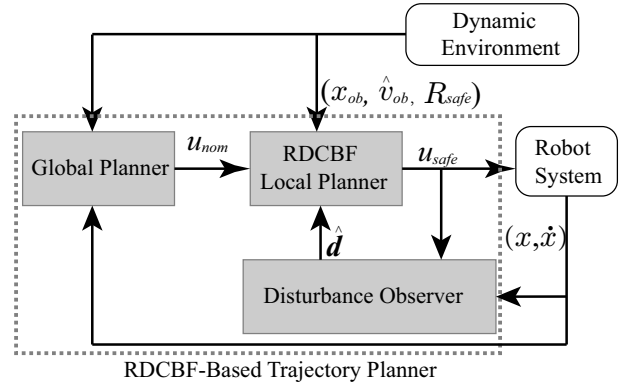 Dynamic
Environment
(x_ob, v̂_ob, R_safe)
Global Planner
u_nom
RDCBF
Local Planner
u_safe
Robot
System
d̂
(x,ẋ)
Disturbance Observer
RDCBF-Based Trajectory Planner